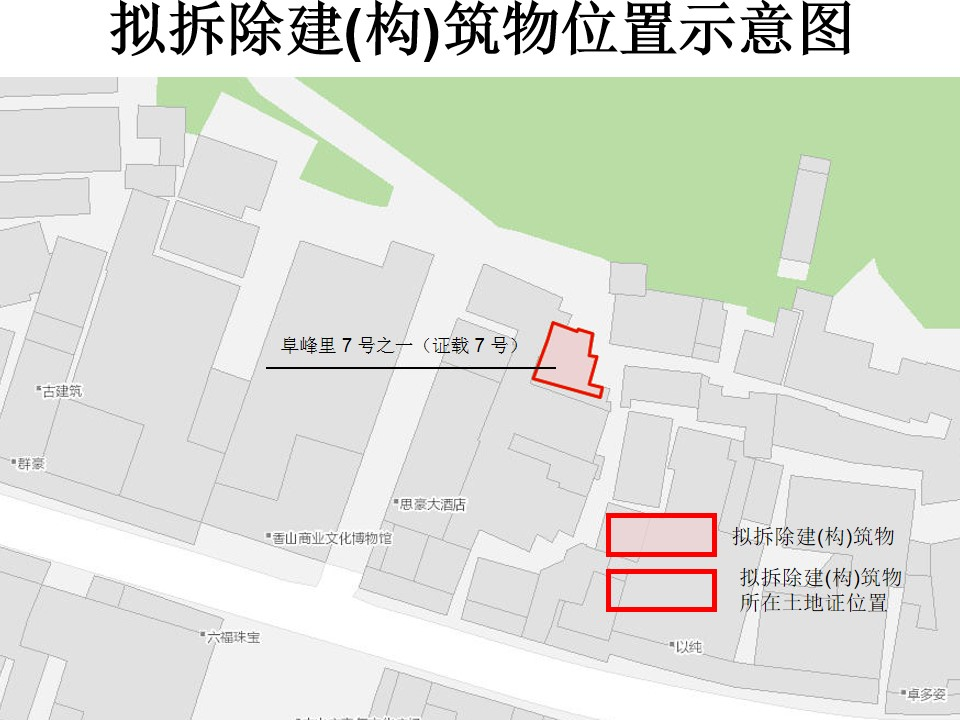 拟拆除建(构)筑物位置示意图
阜峰里 7 号之一（证载 7 号）
古建筑
群豪
思豪大酒店
香山商业文化博物馆
拟拆除建(构)筑物
拟拆除建(构)筑物
所在土地证位置
六福珠宝
以纯
卓多姿